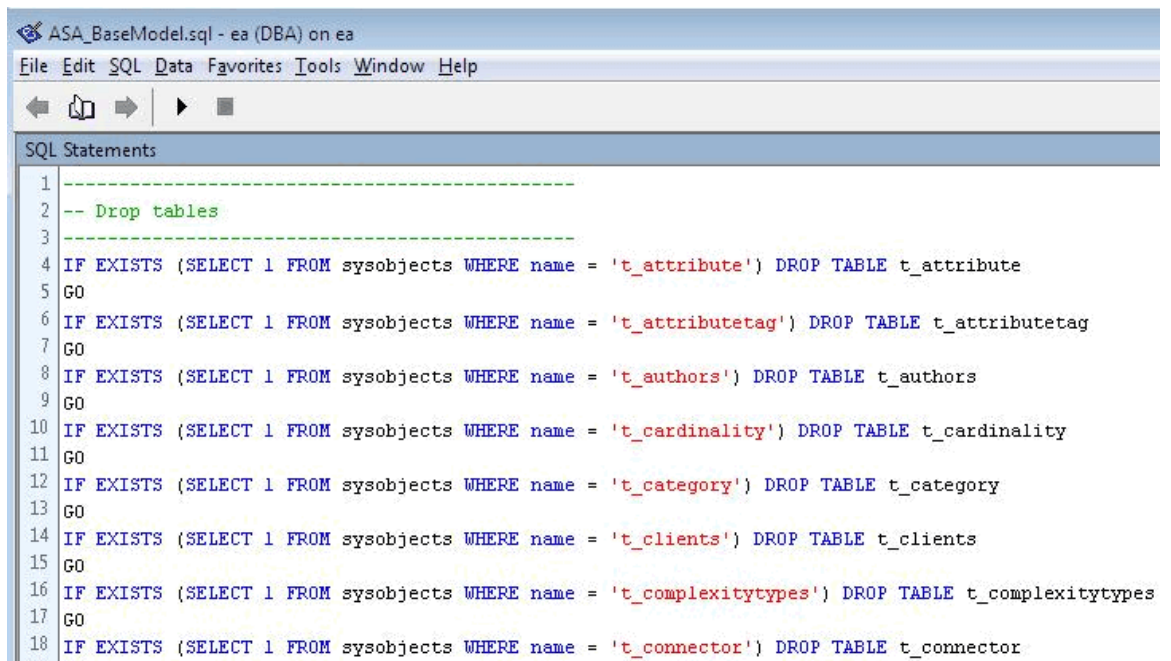 ASA_BaseModel.sql - ea (DBA) on ea
File Edit SQL Data Favorites Tools Window Help
SQL Statements
1 ----------------------------------------------
2 -- Drop tables
3 ----------------------------------------------
4 IF EXISTS (SELECT 1 FROM sysobjects WHERE name = 't_attribute') DROP TABLE t_attribute
5 GO
6 IF EXISTS (SELECT 1 FROM sysobjects WHERE name = 't_attributetag') DROP TABLE t_attributetag
7 GO
8 IF EXISTS (SELECT 1 FROM sysobjects WHERE name = 't_authors') DROP TABLE t_authors
9 GO
10 IF EXISTS (SELECT 1 FROM sysobjects WHERE name = 't_cardinality') DROP TABLE t_cardinality
11 GO
12 IF EXISTS (SELECT 1 FROM sysobjects WHERE name = 't_category') DROP TABLE t_category
13 GO
14 IF EXISTS (SELECT 1 FROM sysobjects WHERE name = 't_clients') DROP TABLE t_clients
15 GO
16 IF EXISTS (SELECT 1 FROM sysobjects WHERE name = 't_complexitytypes') DROP TABLE t_complexitytypes
17 GO
18 IF EXISTS (SELECT 1 FROM sysobjects WHERE name = 't_connector') DROP TABLE t_connector